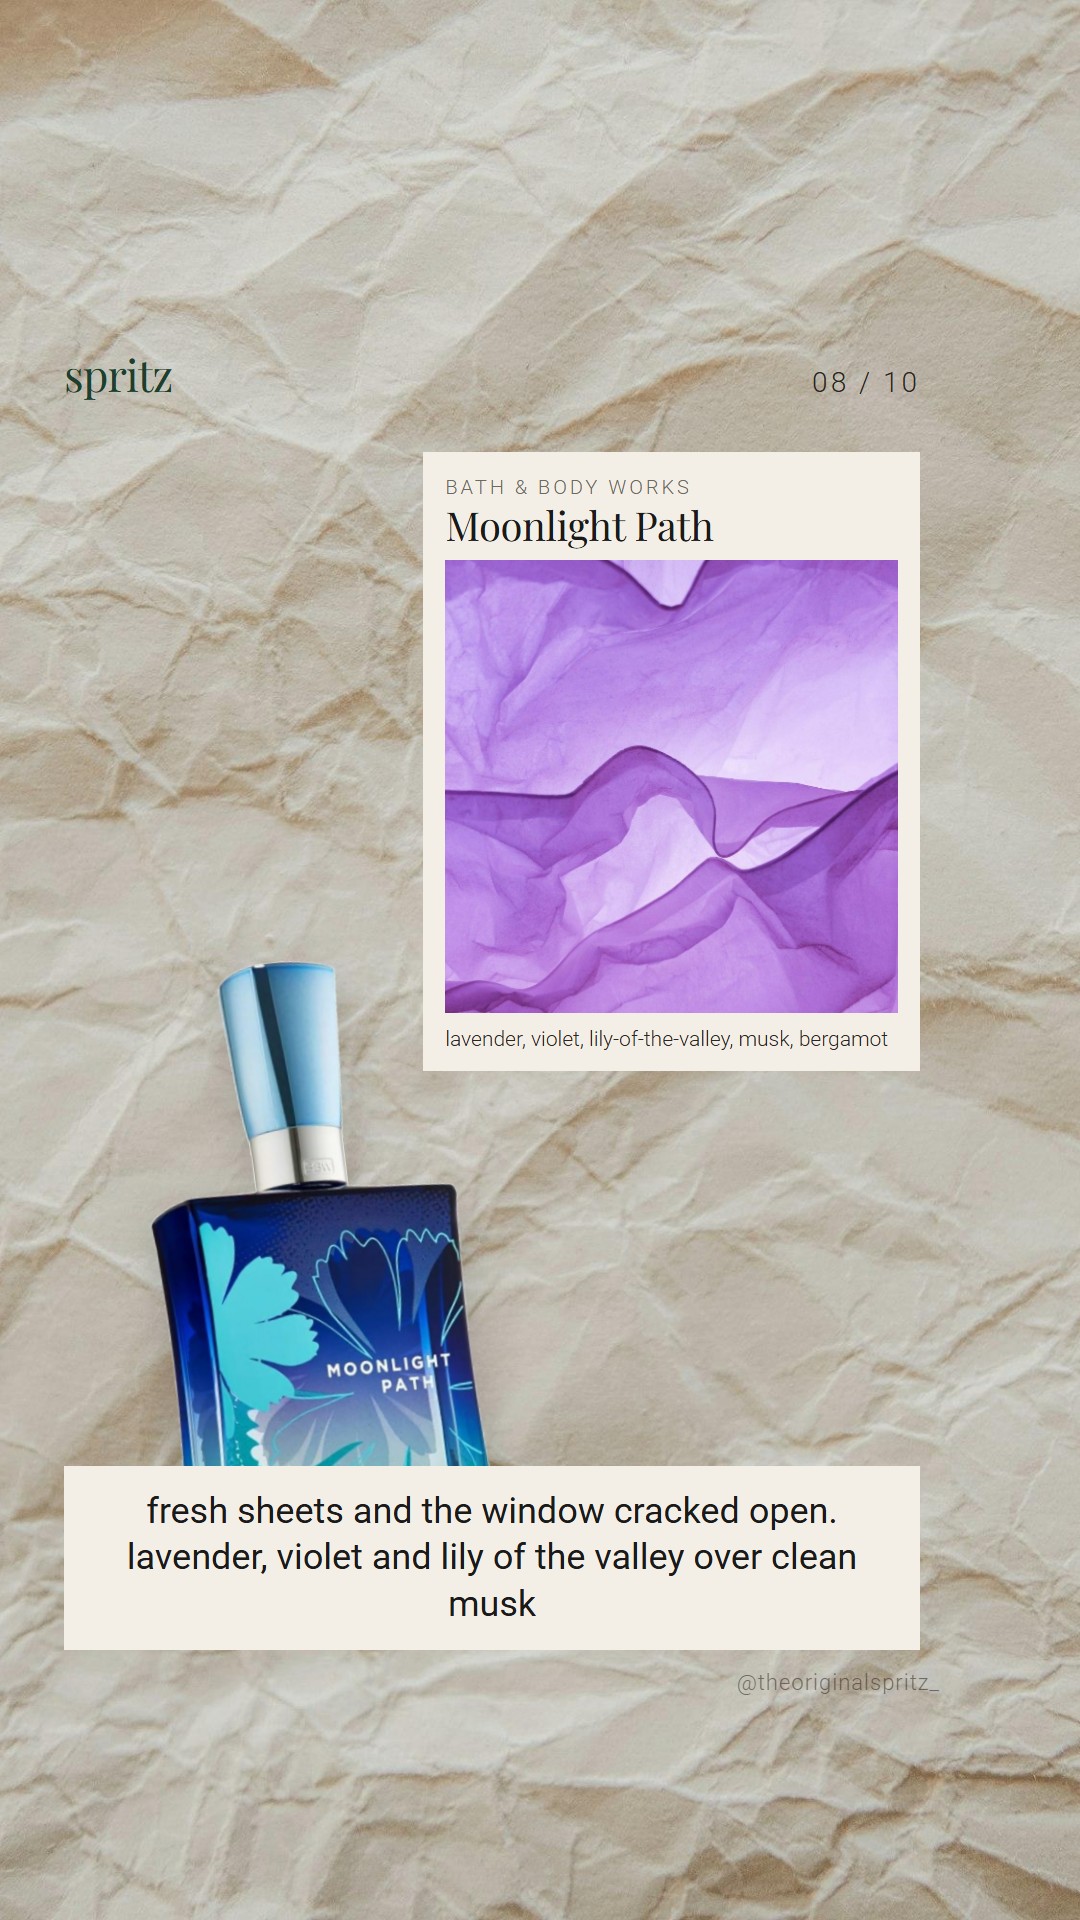 spritz
08 / 10
BATH & BODY WORKS
Moonlight Path
lavender, violet, lily-of-the-valley, musk, bergamot
MOONLIGHT
PATH
fresh sheets and the window cracked open.
lavender, violet and lily of the valley over clean
musk
@theoriginalspritz_